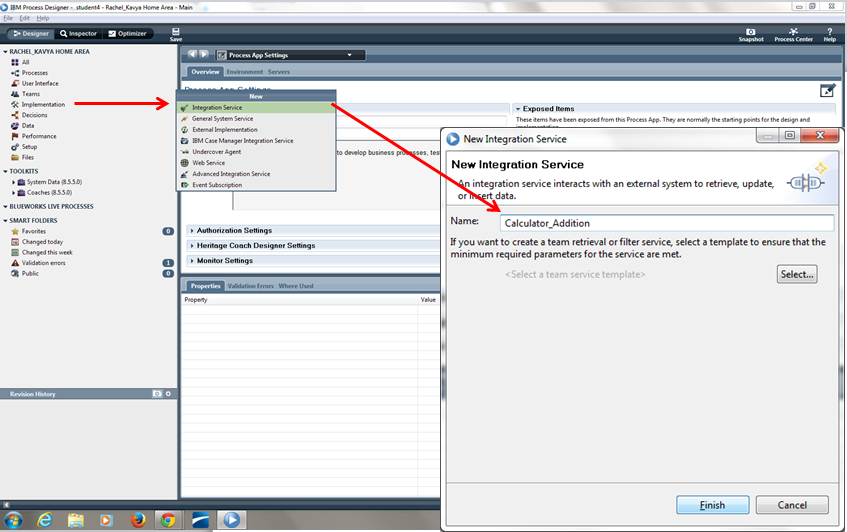 IBM Process Designer - student4 - Rachel_Kavya Home Area - Main
File Edit Help
Designer Inspector Optimizer
Save
Snapshot Process Center Help
RACHEL_KAVYA HOME AREA
All
Processes
User Interface
Teams
Implementation
Decisions
Data
Performance
Setup
Files
TOOLKITS
System Data (8.5.5.0)
Coaches (8.5.5.0)
BLUEWORKS LIVE PROCESSES
SMART FOLDERS
Favorites 0
Changed today
Changed this week
Validation errors 1
Public 0
Revision History
Process App Settings
Overview Environment Servers
Process App Settings
New
Integration Service
General System Service
External Implementation
IBM Case Manager Integration Service
Undercover Agent
Web Service
Advanced Integration Service
Event Subscription
Exposed Items
These items have been exposed from this Process App. They are normally the starting points for the design and
implementation
to develop business processes, tes
Authorization Settings
Heritage Coach Designer Settings
Monitor Settings
Properties Validation Errors Where Used
Property Value
New Integration Service
New Integration Service
An integration service interacts with an external system to retrieve, update,
or insert data.
Name: Calculator_Addition
If you want to create a team retrieval or filter service, select a template to ensure that the
minimum required parameters for the service are met.
<Select a team service template> Select...
Finish Cancel